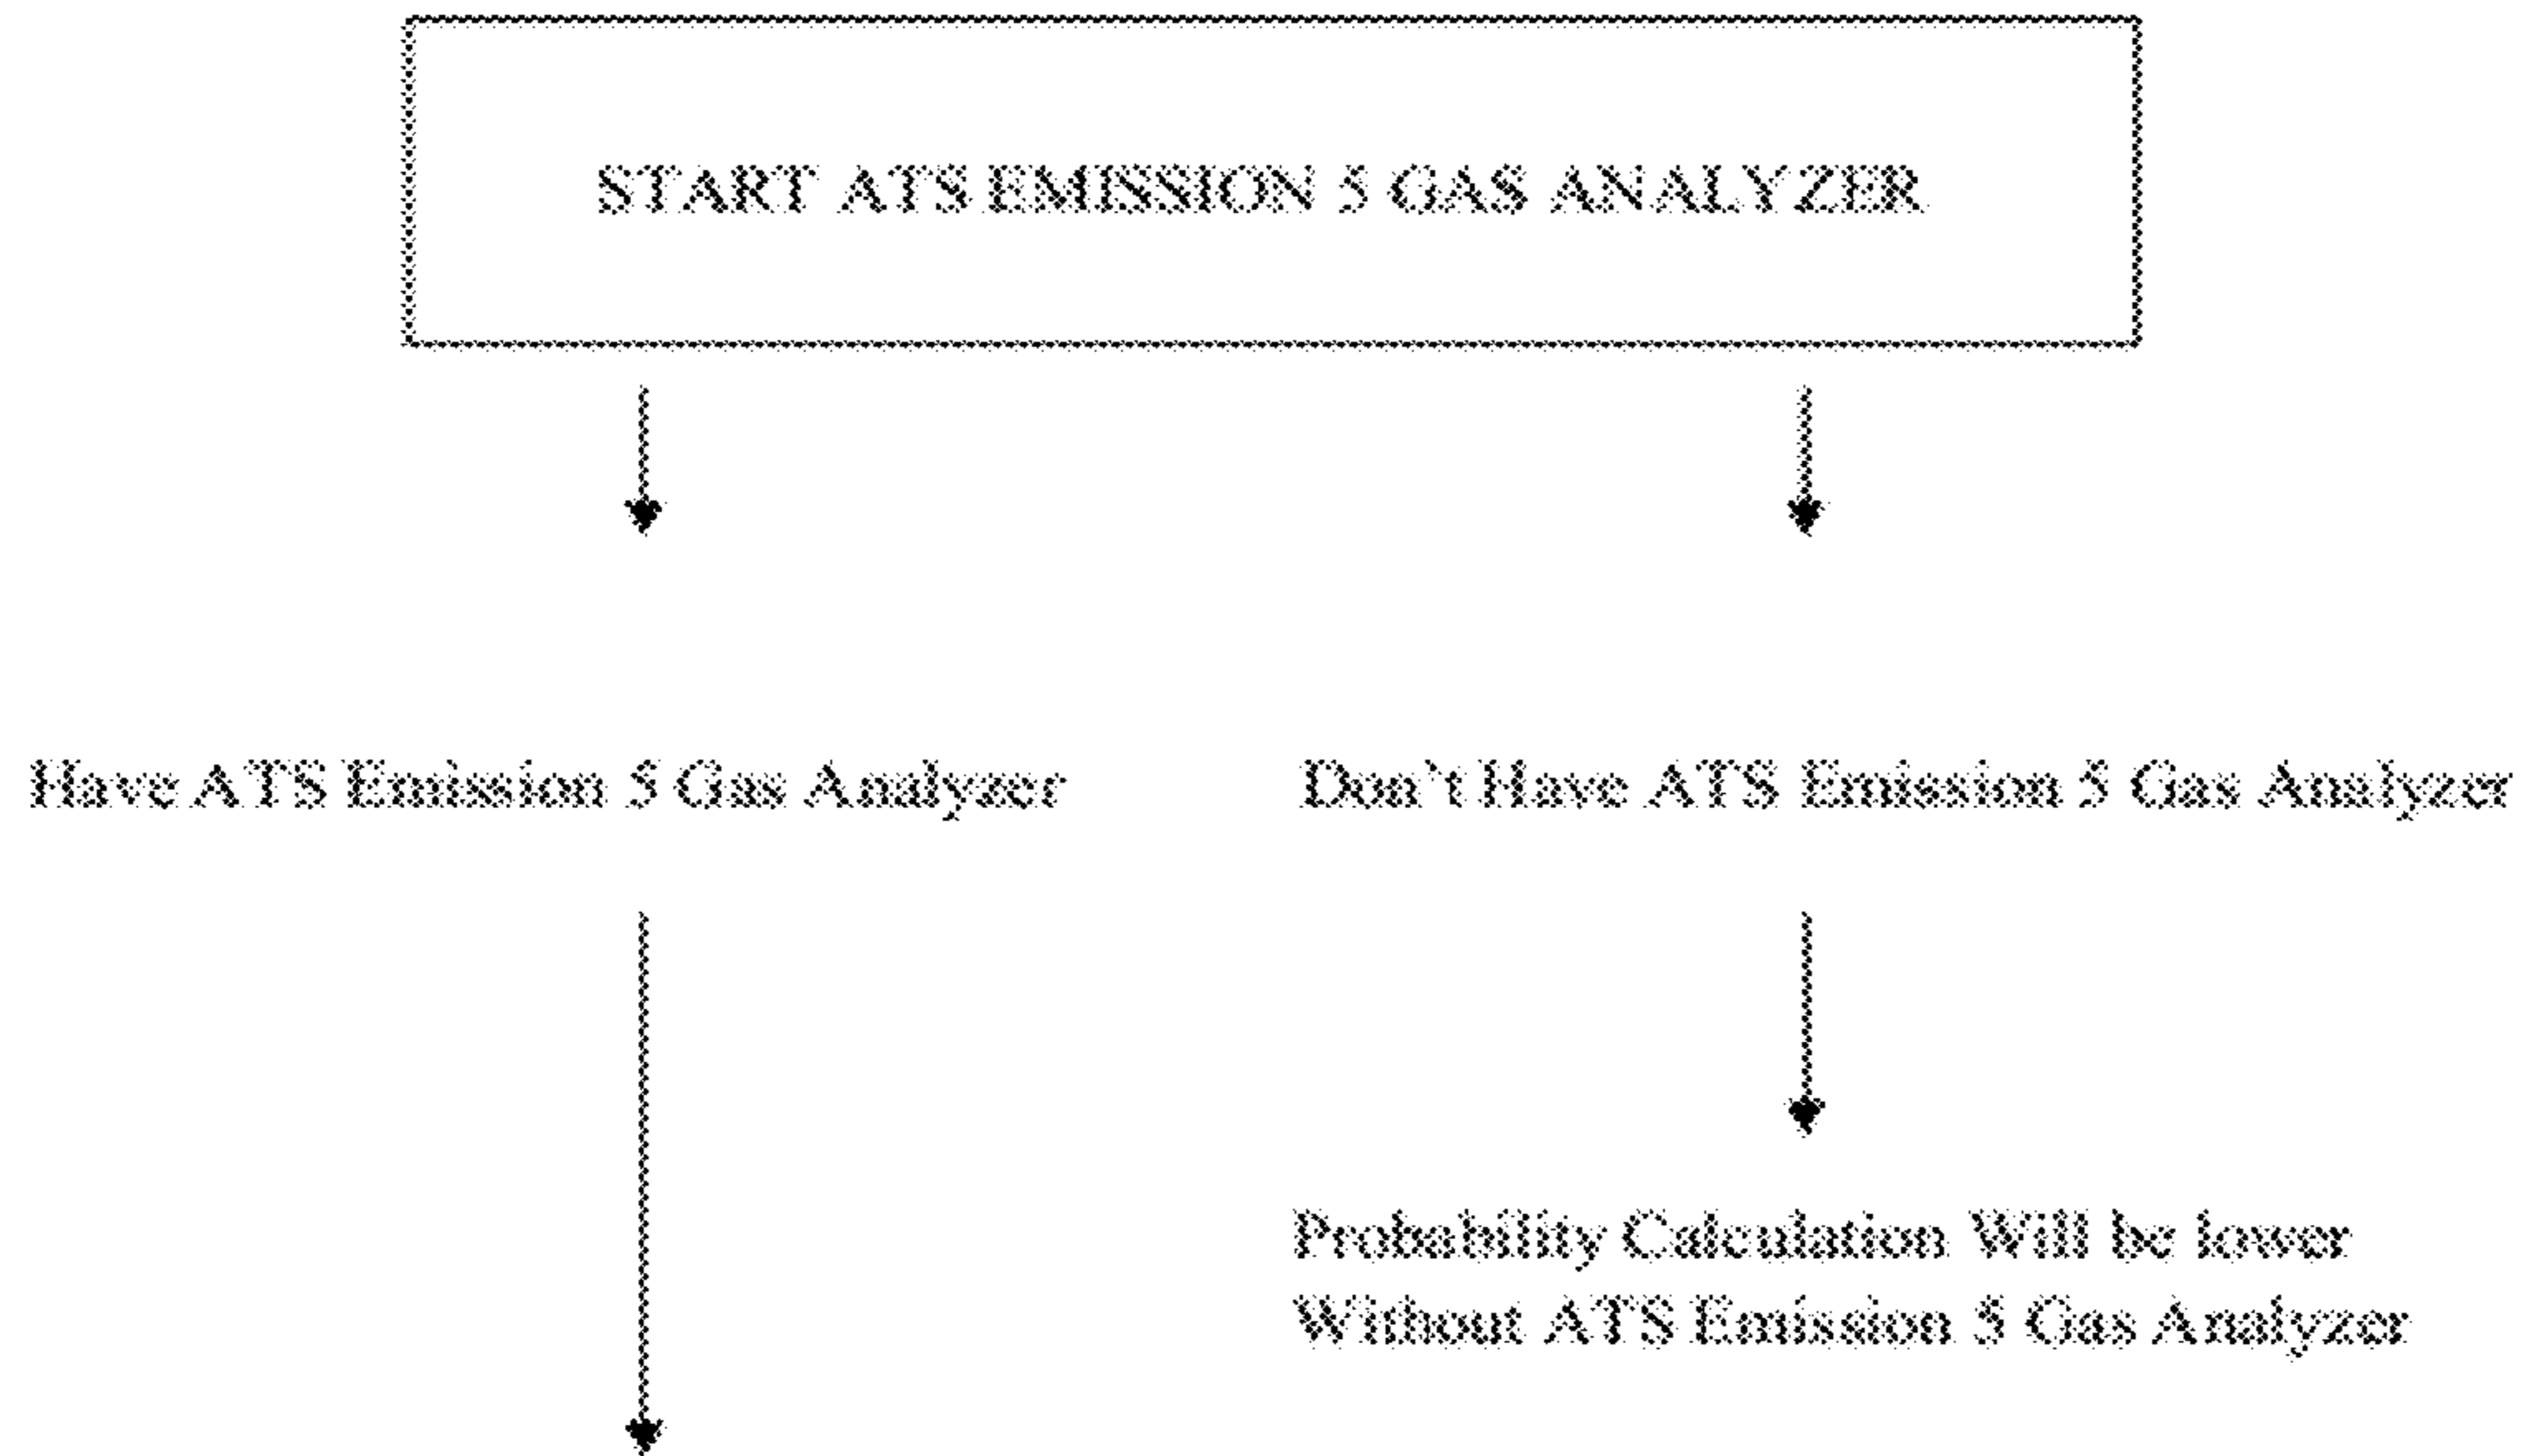 START ATS EMISSION 5 GAS ANALYZER
Have ATS Emission 5 Gas Analyzer
Don't Have ATS Emission 5 Gas Analyzer
Probability Calculation Will be lower
Without ATS Emission 5 Gas Analyzer